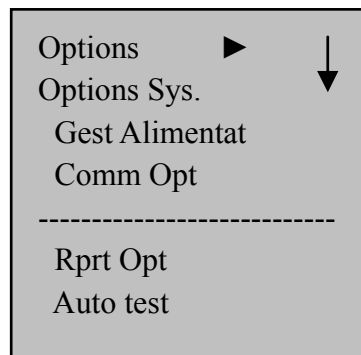 Options ►
Options Sys.
Gest Alimentat
Comm Opt
----------------------------
Rprt Opt
Auto test